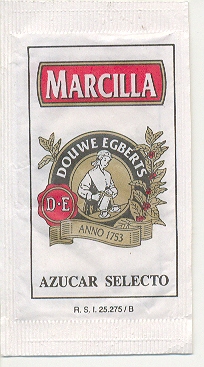 MARCILLA
DOUWE EGBERTS
D·E
ANNO 1753
AZUCAR SELECTO
R. S. I. 25.275 / B